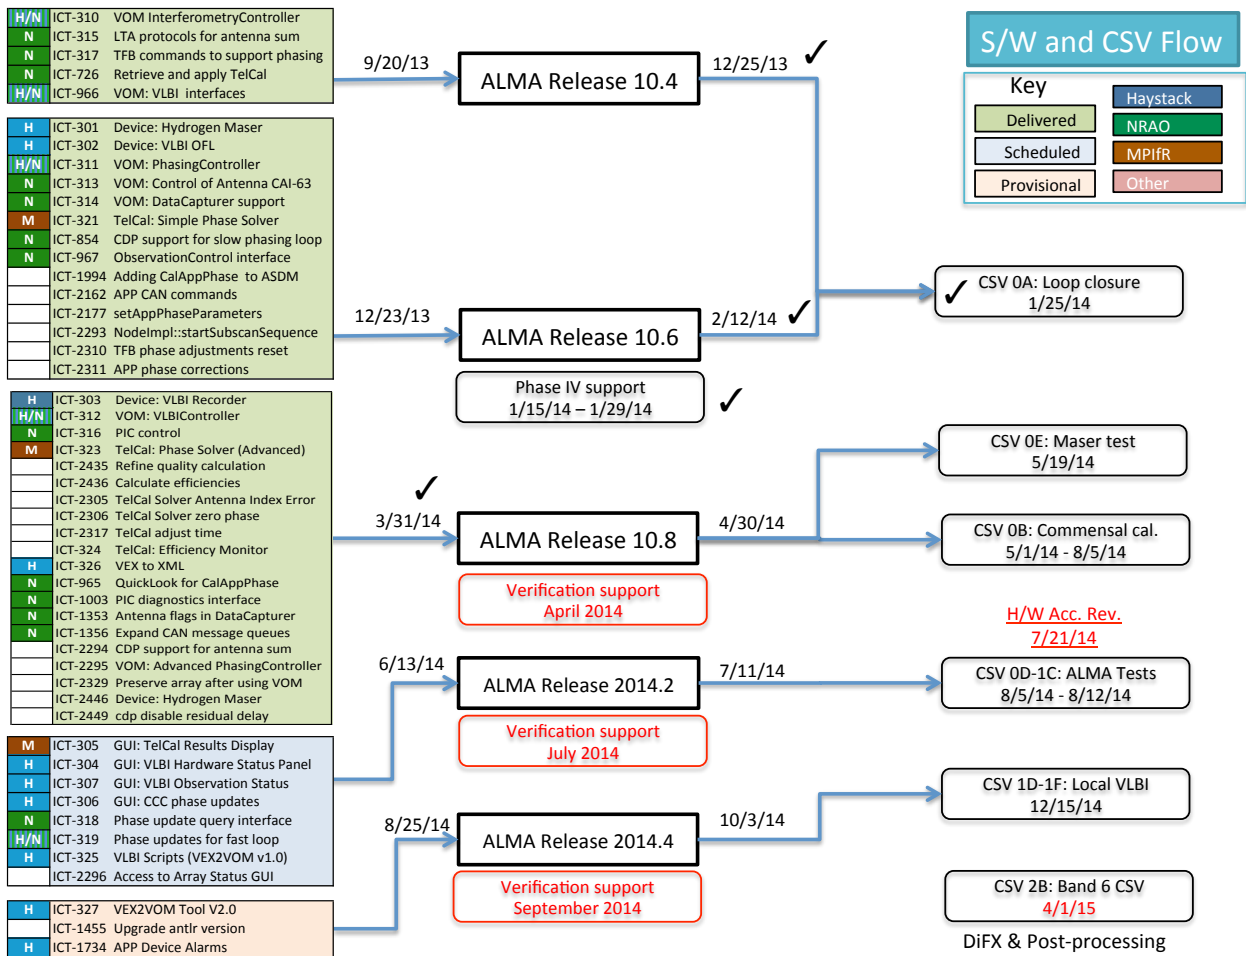 S/W and CSV Flow
Key
Delivered
Scheduled
Provisional
Haystack
NRAO
MPIfR
Other
H/N ICT-310 VOM InterferometryController
N ICT-315 LTA protocols for antenna sum
N ICT-317 TFB commands to support phasing
N ICT-726 Retrieve and apply TelCal
H/N ICT-966 VOM: VLBI interfaces
9/20/13
ALMA Release 10.4
12/25/13 ✓
H ICT-301 Device: Hydrogen Maser
H ICT-302 Device: VLBI OFL
H/N ICT-311 VOM: PhasingController
N ICT-313 VOM: Control of Antenna CAI-63
N ICT-314 VOM: DataCapturer support
M ICT-321 TelCal: Simple Phase Solver
N ICT-854 CDP support for slow phasing loop
N ICT-967 ObservationControl interface
ICT-1994 Adding CalAppPhase to ASDM
ICT-2162 APP CAN commands
ICT-2177 setAppPhaseParameters
ICT-2293 NodeImpl::startSubscanSequence
ICT-2310 TFB phase adjustments reset
ICT-2311 APP phase corrections
12/23/13
ALMA Release 10.6
2/12/14 ✓
Phase IV support
1/15/14 – 1/29/14
✓
✓ CSV 0A: Loop closure
1/25/14
H ICT-303 Device: VLBI Recorder
H/N ICT-312 VOM: VLBIController
N ICT-316 PIC control
M ICT-323 TelCal: Phase Solver (Advanced)
ICT-2435 Refine quality calculation
ICT-2436 Calculate efficiencies
ICT-2305 TelCal Solver Antenna Index Error
ICT-2306 TelCal Solver zero phase
ICT-2317 TelCal adjust time
ICT-324 TelCal: Efficiency Monitor
H ICT-326 VEX to XML
N ICT-965 QuickLook for CalAppPhase
N ICT-1003 PIC diagnostics interface
N ICT-1353 Antenna flags in DataCapturer
N ICT-1356 Expand CAN message queues
ICT-2294 CDP support for antenna sum
ICT-2295 VOM: Advanced PhasingController
ICT-2329 Preserve array after using VOM
ICT-2446 Device: Hydrogen Maser
ICT-2449 cdp disable residual delay
✓
3/31/14
ALMA Release 10.8
4/30/14
Verification support
April 2014
CSV 0E: Maser test
5/19/14
CSV 0B: Commensal cal.
5/1/14 - 8/5/14
H/W Acc. Rev.
7/21/14
M ICT-305 GUI: TelCal Results Display
H ICT-304 GUI: VLBI Hardware Status Panel
H ICT-307 GUI: VLBI Observation Status
H ICT-306 GUI: CCC phase updates
N ICT-318 Phase update query interface
H/N ICT-319 Phase updates for fast loop
H ICT-325 VLBI Scripts (VEX2VOM v1.0)
ICT-2296 Access to Array Status GUI
6/13/14
ALMA Release 2014.2
7/11/14
Verification support
July 2014
CSV 0D-1C: ALMA Tests
8/5/14 - 8/12/14
H ICT-327 VEX2VOM Tool V2.0
ICT-1455 Upgrade antlr version
H ICT-1734 APP Device Alarms
8/25/14
ALMA Release 2014.4
10/3/14
Verification support
September 2014
CSV 1D-1F: Local VLBI
12/15/14
CSV 2B: Band 6 CSV
4/1/15
DiFX & Post-processing